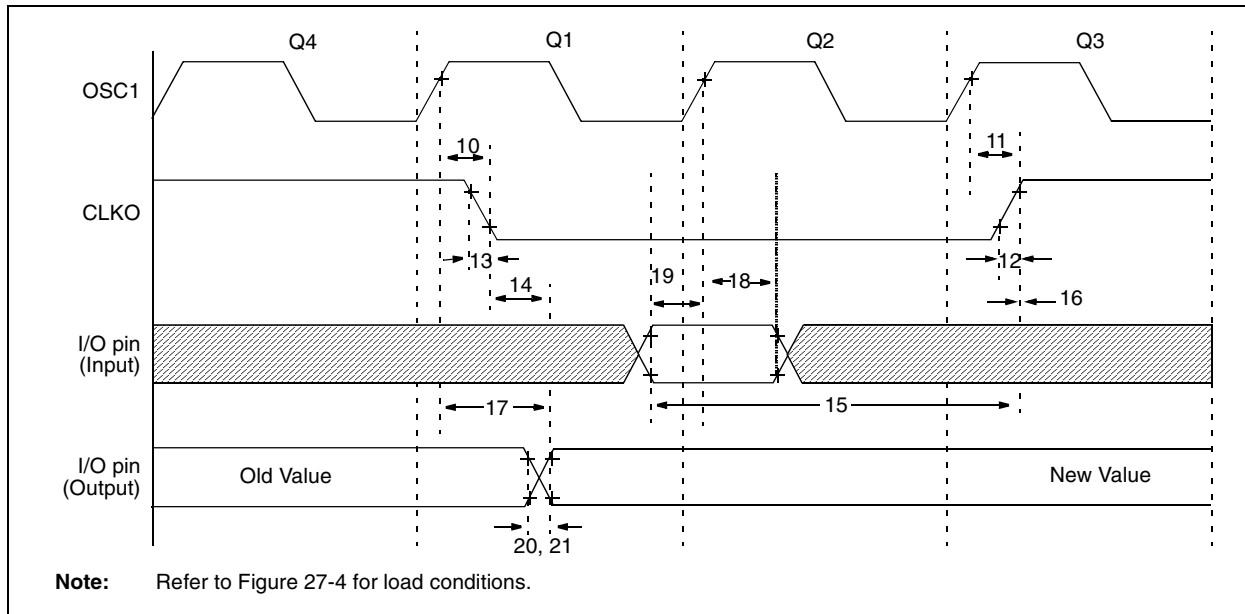 Q4 Q1 Q2 Q3
OSC1
10 11
CLKO
13 14 19 18 12
16
I/O pin
(Input)
17 15
I/O pin
(Output)
Old Value New Value
20, 21
Note: Refer to Figure 27-4 for load conditions.